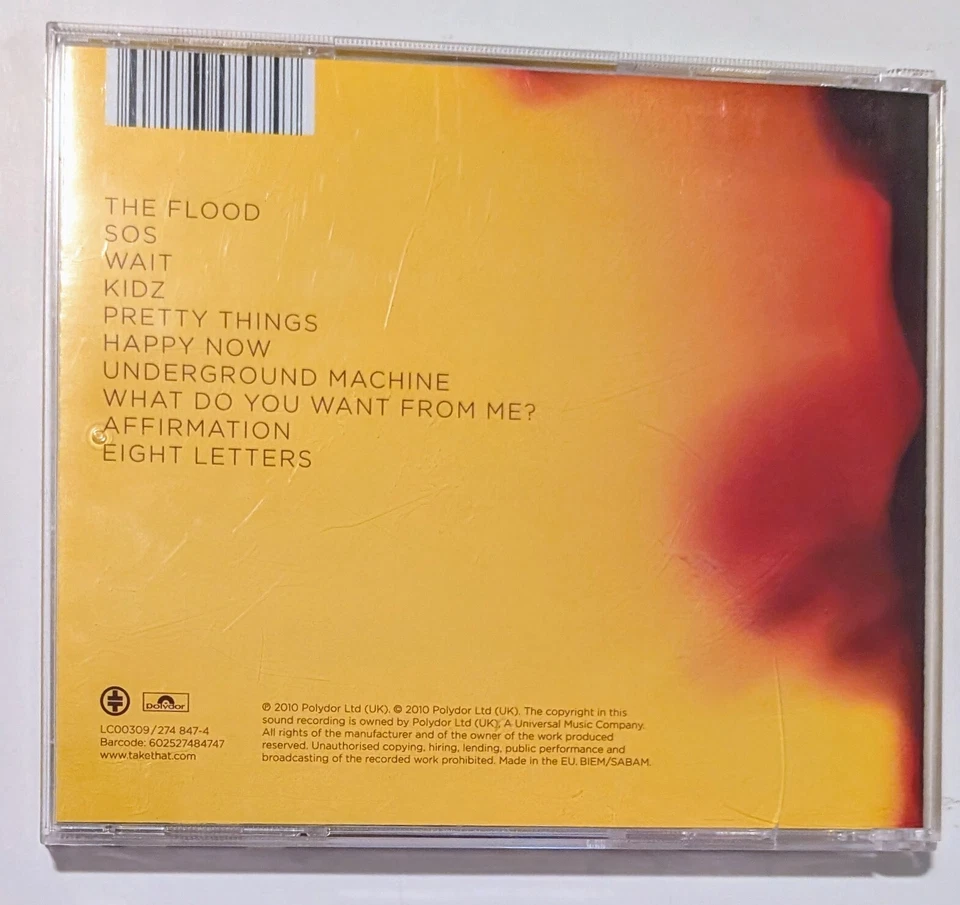 THE FLOOD
SOS
WAIT
KIDZ
PRETTY THINGS
HAPPY NOW
UNDERGROUND MACHINE
WHAT DO YOU WANT FROM ME?
AFFIRMATION
EIGHT LETTERS
Polydor
LC00309 / 274 847-4
Barcode: 602527484747
www.takethat.com
℗ 2010 Polydor Ltd (UK). © 2010 Polydor Ltd (UK). The copyright in this
sound recording is owned by Polydor Ltd (UK). A Universal Music Company.
All rights of the manufacturer and of the owner of the work produced
reserved. Unauthorised copying, hiring, lending, public performance and
broadcasting of the recorded work prohibited. Made in the EU. BIEM/SABAM.